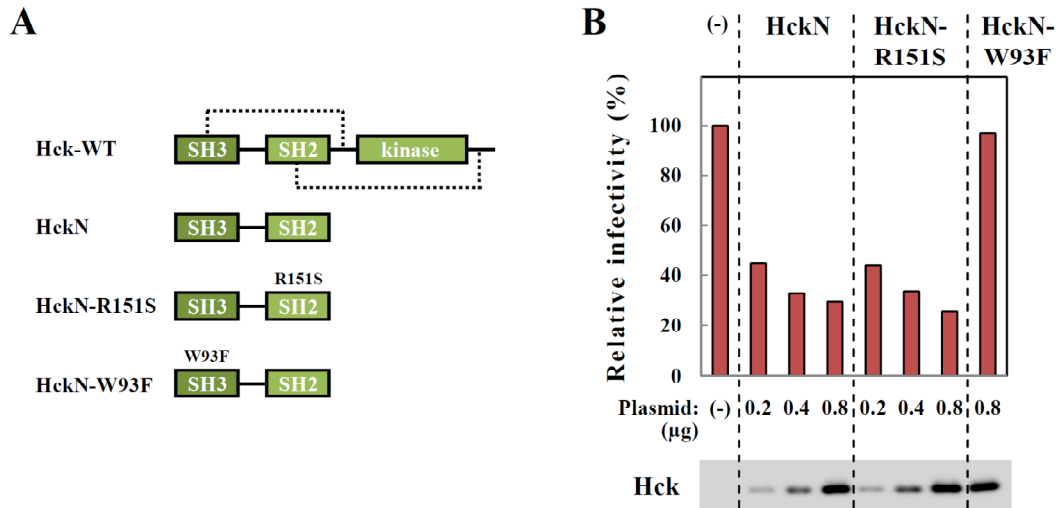 A
Hck-WT
SH3 SH2 kinase
HckN
SH3 SH2
R151S
HckN-R151S
SH3 SH2
W93F
HckN-W93F
SH3 SH2
B
(-) HckN HckN- HckN-
R151S W93F
Relative infectivity (%)
100
80
60
40
20
0
Plasmid: (-) 0.2 0.4 0.8 0.2 0.4 0.8 0.8
(µg)
Hck